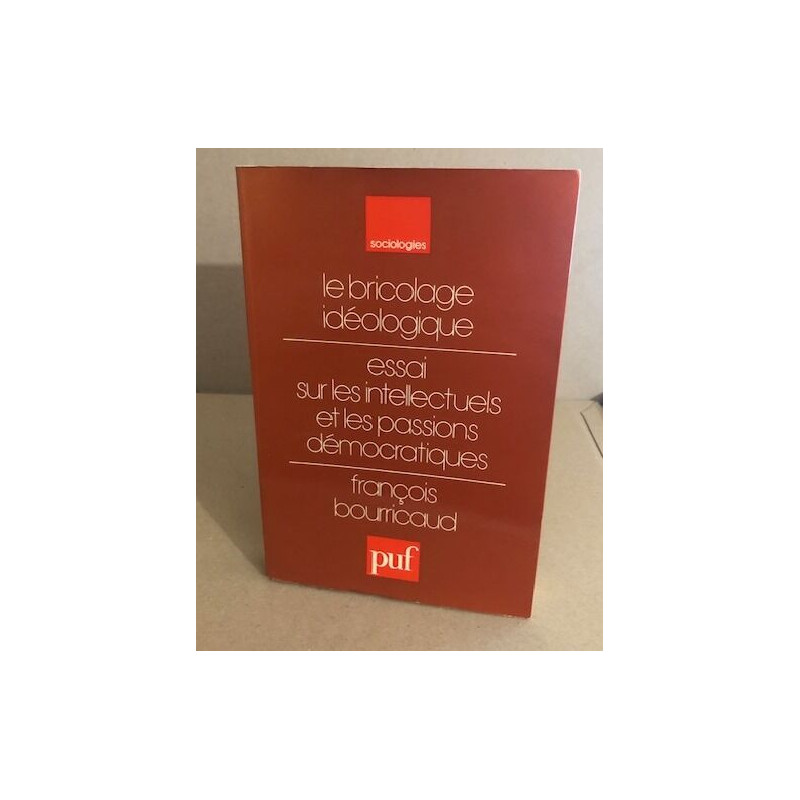 sociologies
le bricolage
idéologique
essai
sur les intellectuels
et les passions
démocratiques
françois
bourricaud
puf